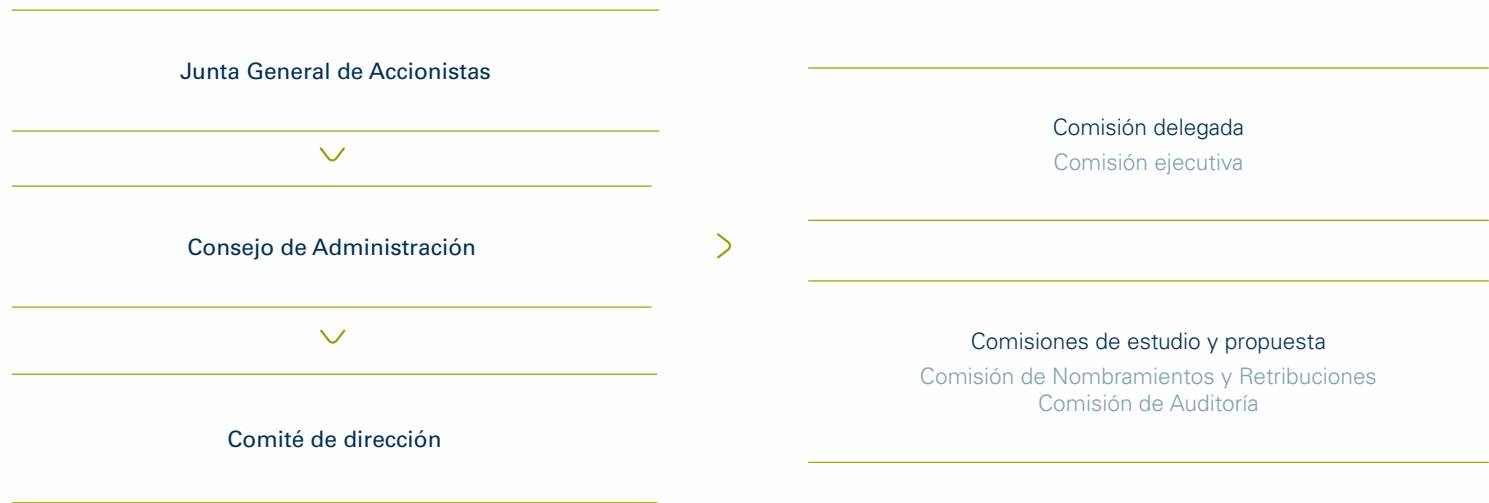 Junta General de Accionistas
Consejo de Administración
Comité de dirección
Comisión delegada
Comisión ejecutiva
Comisiones de estudio y propuesta
Comisión de Nombramientos y Retribuciones
Comisión de Auditoría